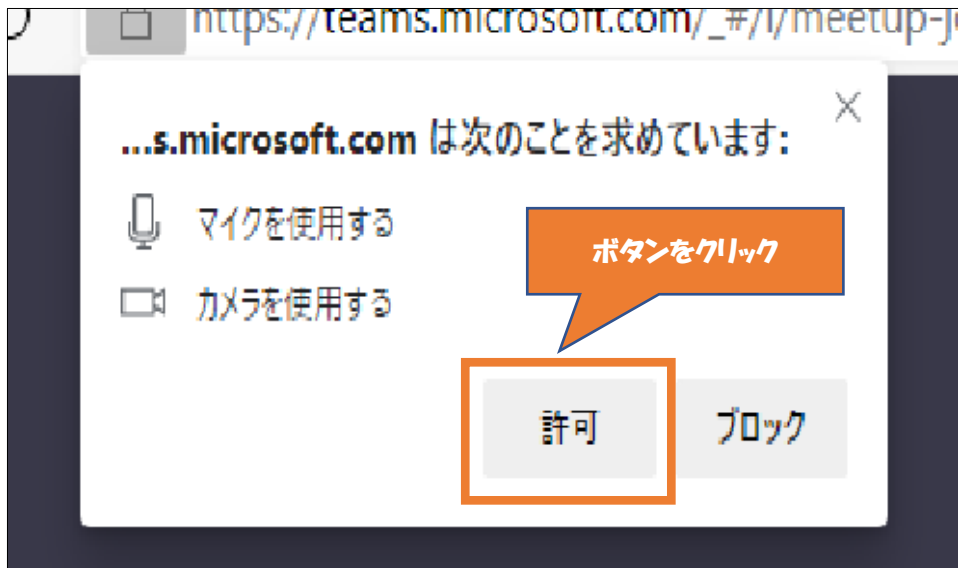 https://teams.microsoft.com/_#/l/meetup-j
...s.microsoft.com は次のことを求めています:
マイクを使用する
ボタンをクリック
カメラを使用する
許可
ブロック